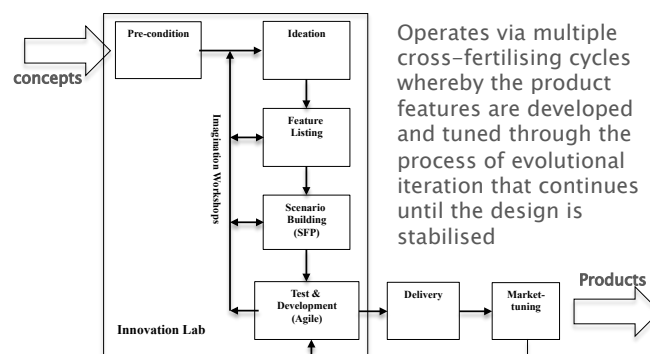 concepts
Pre-condition
Ideation
Feature
Listing
Scenario
Building
(SFP)
Imagination Workshops
Test &
Development
(Agile)
Innovation Lab
Delivery
Market-
tuning
Products
Operates via multiple
cross-fertilising cycles
whereby the product
features are developed
and tuned through the
process of evolutional
iteration that continues
until the design is
stabilised